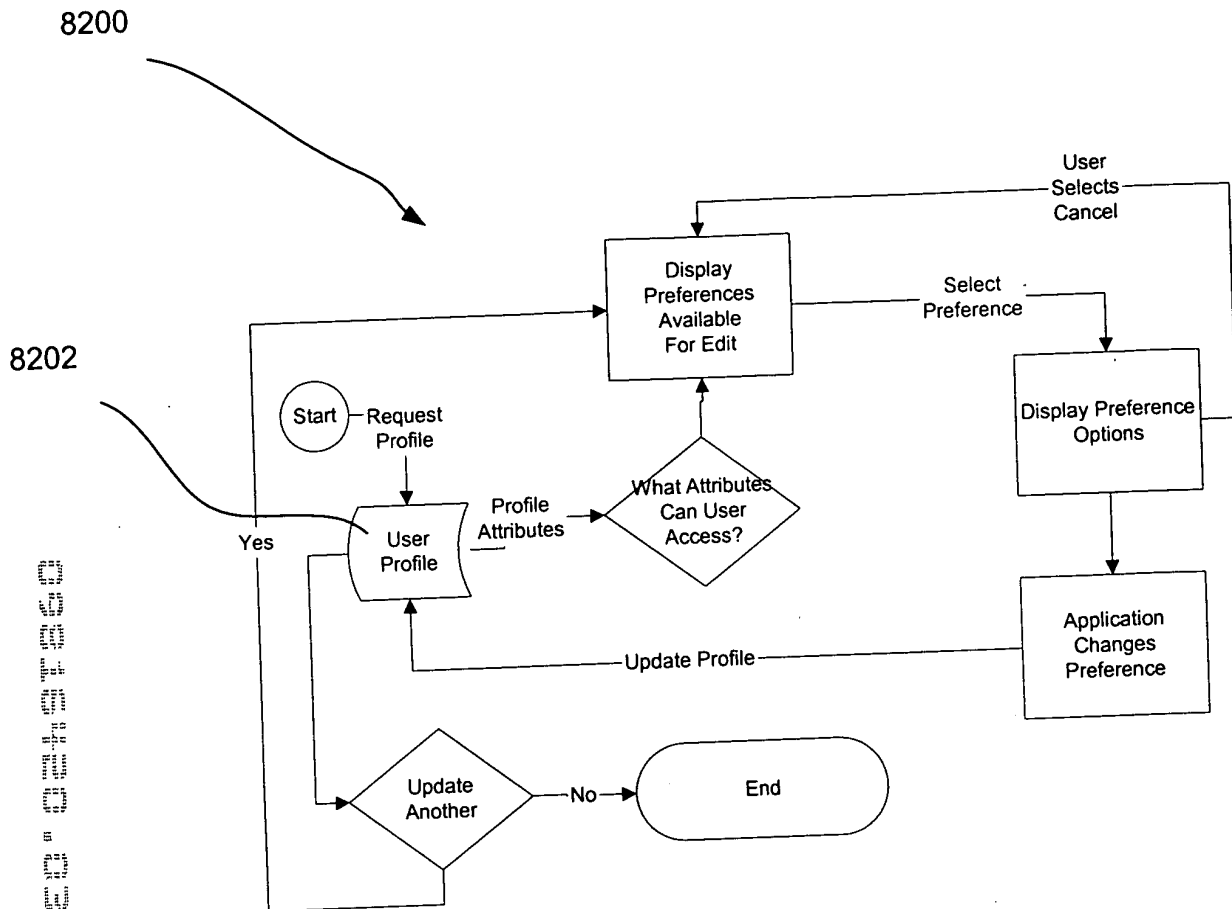 8200
User
Selects
Cancel
Display
Preferences
Available
For Edit
Select
Preference
8202
Start
Request
Profile
Display Preference
Options
What Attributes
Can User
Access?
Profile
Attributes
User
Profile
Yes
Application
Changes
Preference
Update Profile
Update
Another
No
End